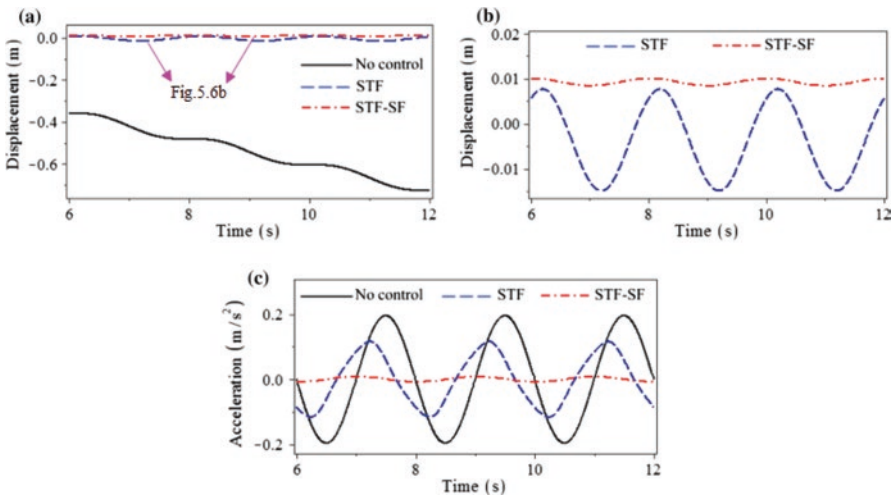 (a)
0.0
-0.2
-0.4
-0.6
Displacement (m)
Fig.5.6b
No control
STF
STF-SF
6
8
10
12
Time (s)
(b)
0.02
0.01
0.00
-0.01
Displacement (m)
STF
STF-SF
6
8
10
12
Time (s)
(c)
No control
STF
STF-SF
0.2
0.0
-0.2
Acceleration (m/s²)
6
8
10
12
Time (s)